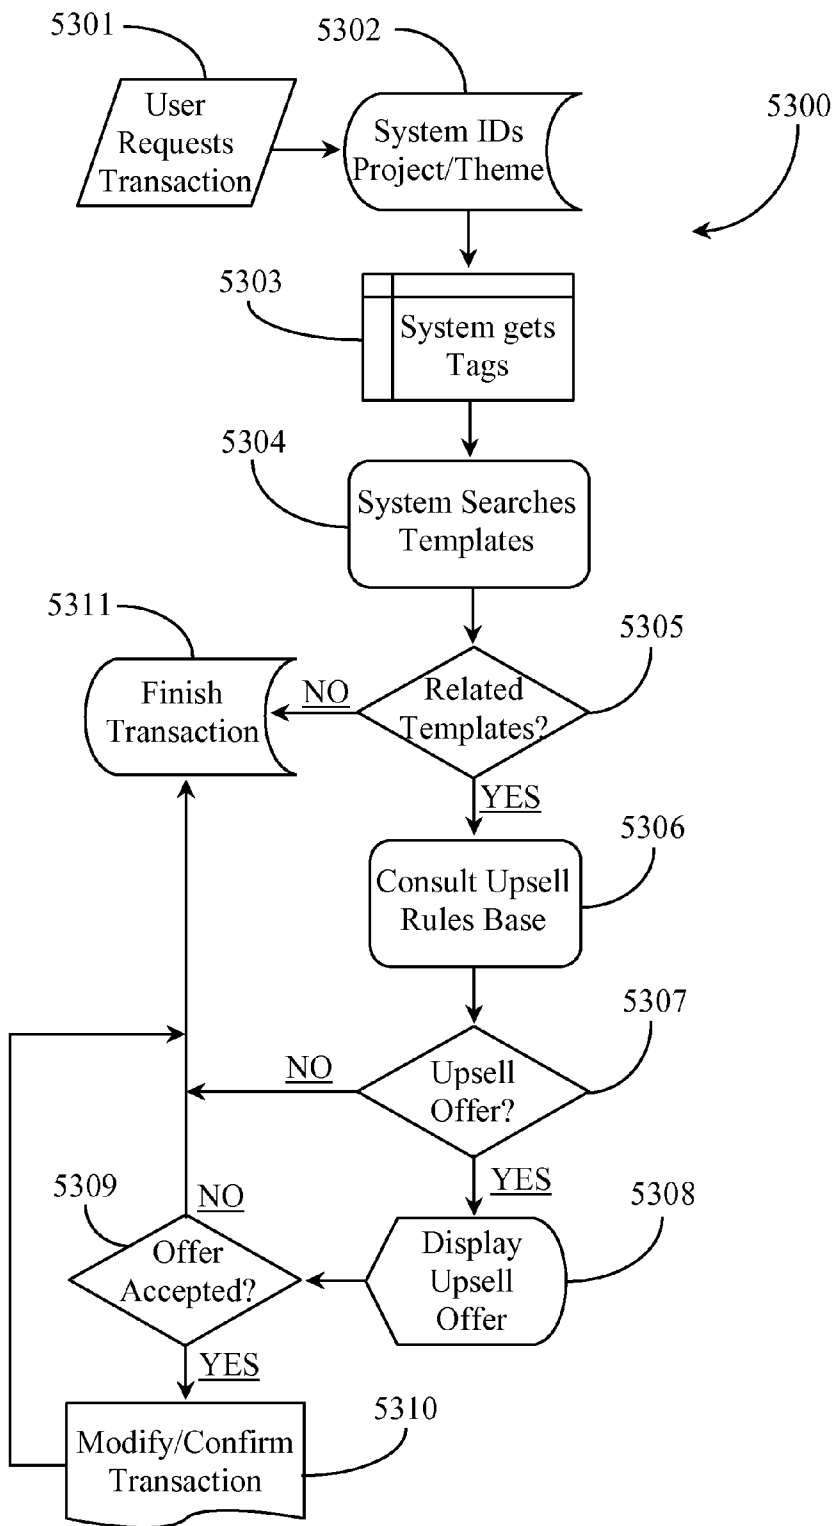 5301
5302
5300
User
Requests
Transaction
System IDs
Project/Theme
5303
System gets
Tags
5304
System Searches
Templates
5311
5305
Finish
Transaction
NO
Related
Templates?
YES
5306
Consult Upsell
Rules Base
5307
NO
Upsell
Offer?
YES
5309
NO
5308
Offer
Accepted?
Display
Upsell
Offer
YES
5310
Modify/Confirm
Transaction